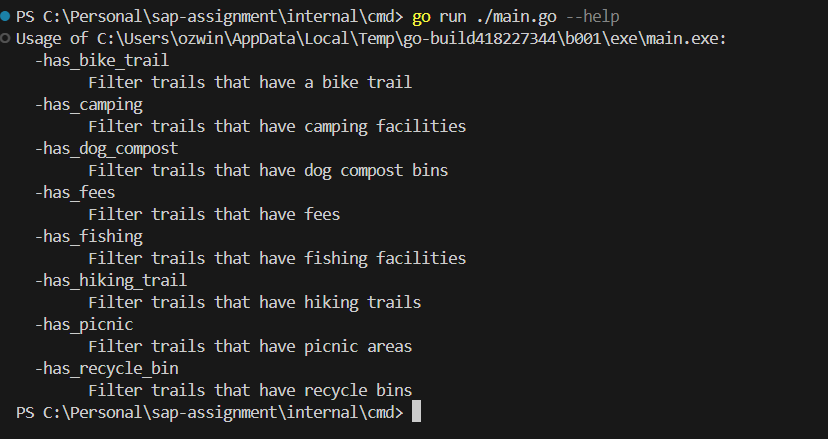 PS C:\Personal\sap-assignment\internal\cmd> go run ./main.go --help
Usage of C:\Users\ozwin\AppData\Local\Temp\go-build418227344\b001\exe\main.exe:
  -has_bike_trail
        Filter trails that have a bike trail
  -has_camping
        Filter trails that have camping facilities
  -has_dog_compost
        Filter trails that have dog compost bins
  -has_fees
        Filter trails that have fees
  -has_fishing
        Filter trails that have fishing facilities
  -has_hiking_trail
        Filter trails that have hiking trails
  -has_picnic
        Filter trails that have picnic areas
  -has_recycle_bin
        Filter trails that have recycle bins
PS C:\Personal\sap-assignment\internal\cmd>